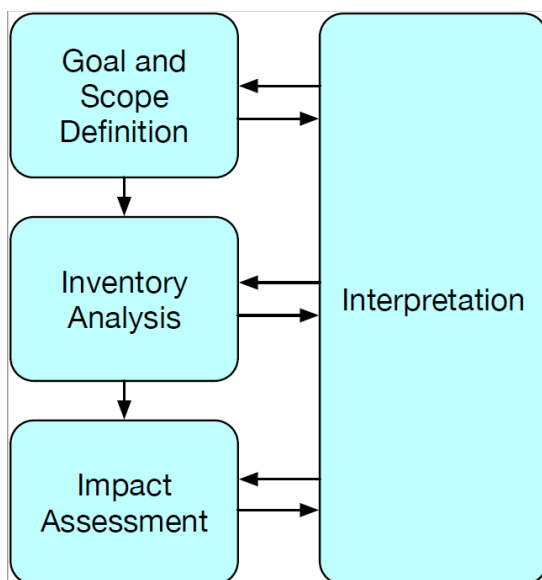 Goal and
Scope
Definition
Inventory
Analysis
Interpretation
Impact
Assessment